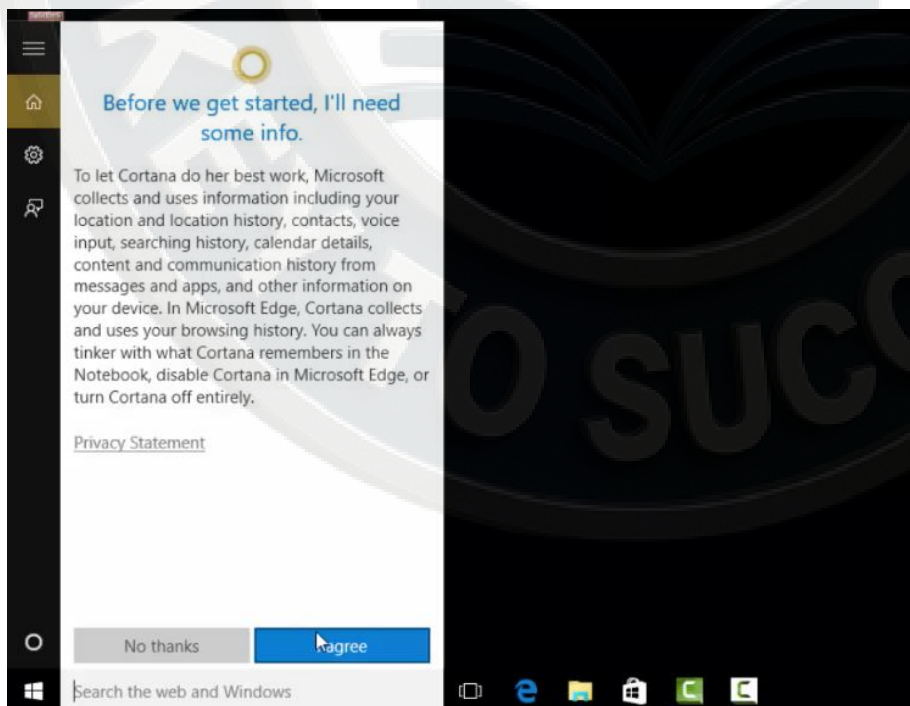 Before we get started, I'll need
some info.
To let Cortana do her best work, Microsoft
collects and uses information including your
location and location history, contacts, voice
input, searching history, calendar details,
content and communication history from
messages and apps, and other information on
your device. In Microsoft Edge, Cortana collects
and uses your browsing history. You can always
tinker with what Cortana remembers in the
Notebook, disable Cortana in Microsoft Edge, or
turn Cortana off entirely.
Privacy Statement
No thanks
agree
Search the web and Windows
TO SUCC
KEY